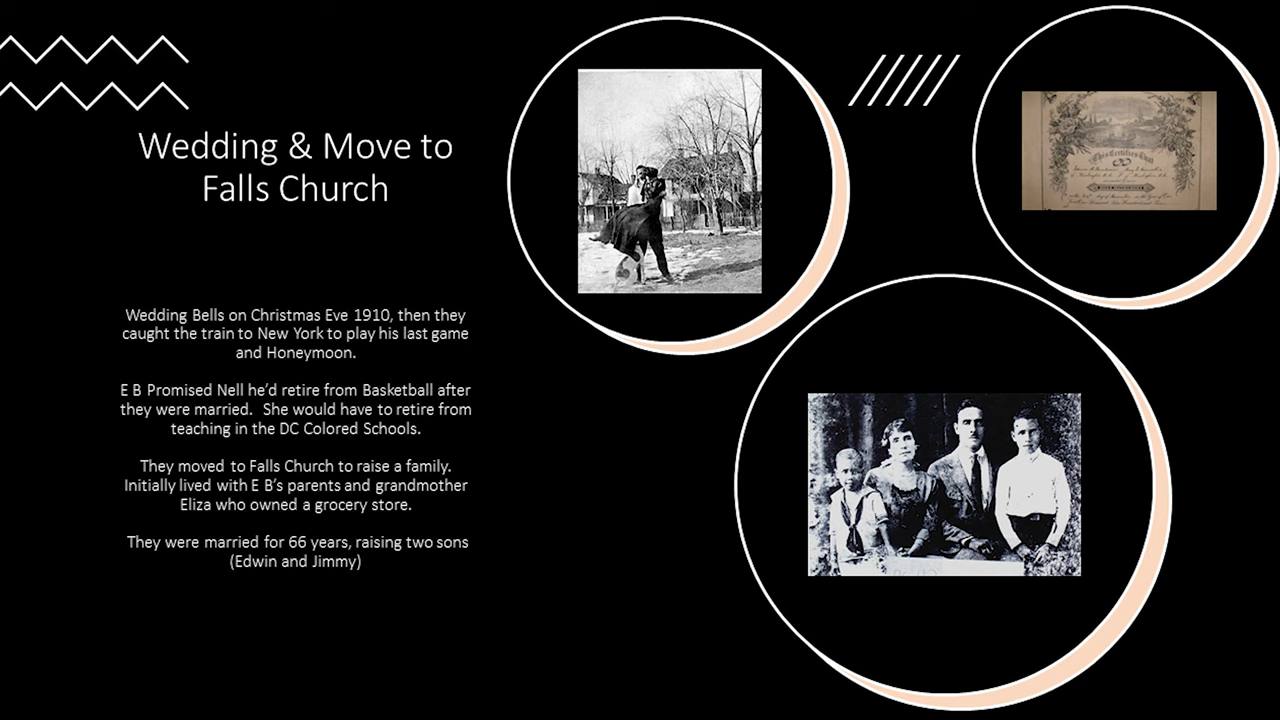 Wedding & Move to
Falls Church
Wedding Bells on Christmas Eve 1910, then they
caught the train to New York to play his last game
and Honeymoon.
E B Promised Nell he’d retire from Basketball after
they were married.  She would have to retire from
teaching in the DC Colored Schools.
They moved to Falls Church to raise a family.
Initially lived with E B’s parents and grandmother
Eliza who owned a grocery store.
They were married for 66 years, raising two sons
(Edwin and Jimmy)
This Certifies That